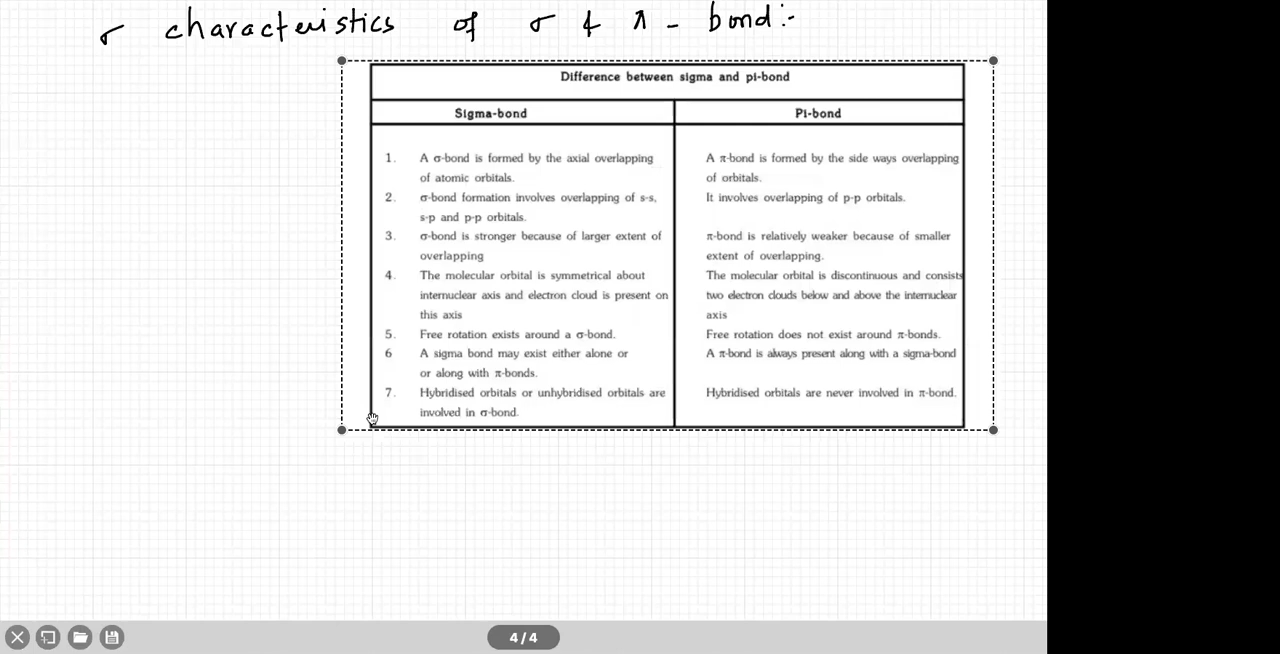 characteristics of σ & π - bond :-
Difference between sigma and pi-bond
Sigma-bond
Pi-bond
1. A σ-bond is formed by the axial overlapping
of atomic orbitals.
A π-bond is formed by the side ways overlapping
of orbitals.
2. σ-bond formation involves overlapping of s-s,
s-p and p-p orbitals.
It involves overlapping of p-p orbitals.
3. σ-bond is stronger because of larger extent of
overlapping
π-bond is relatively weaker because of smaller
extent of overlapping.
4. The molecular orbital is symmetrical about
internuclear axis and electron cloud is present on
this axis
The molecular orbital is discontinuous and consists
two electron clouds below and above the internuclear
axis
5. Free rotation exists around a σ-bond.
Free rotation does not exist around π-bonds.
6 A sigma bond may exist either alone or
or along with π-bonds.
A π-bond is always present along with a sigma-bond
7. Hybridised orbitals or unhybridised orbitals are
involved in σ-bond.
Hybridised orbitals are never involved in π-bond.
4/4